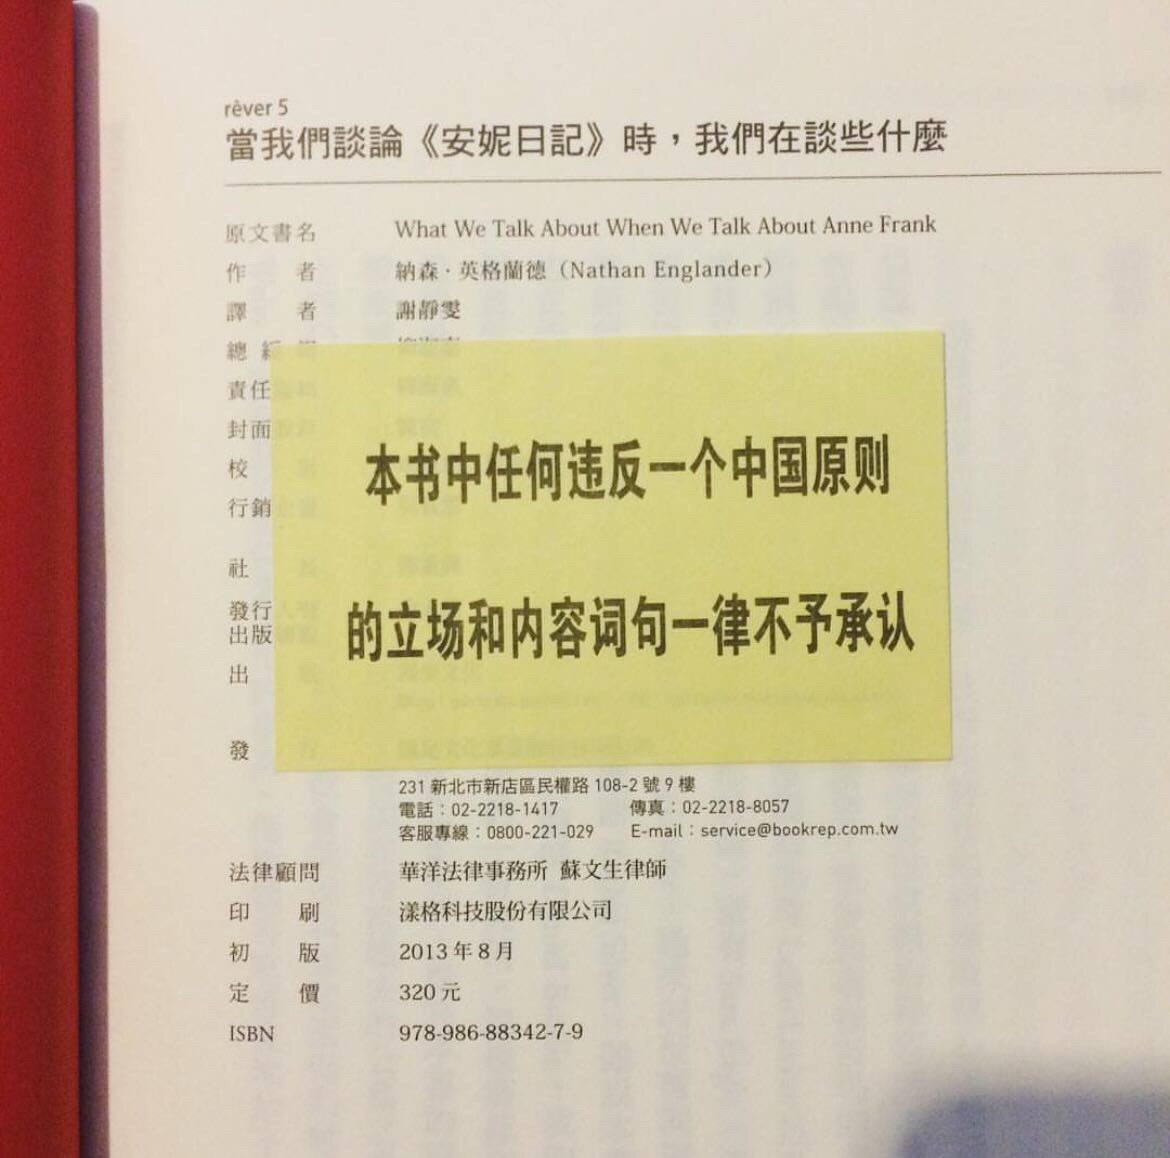 rêver 5
當我們談論《安妮日記》時，我們在談些什麼
原文書名 What We Talk About When We Talk About Anne Frank
作 者 納森·英格蘭德（Nathan Englander）
譯 者 謝靜雯
總
責任
封面
校
行銷
本书中任何违反一个中国原则
的立场和内容词句一律不予承认
社
發行
出版
出
發
231 新北市新店區民權路 108-2 號 9 樓
電話：02-2218-1417 傳真：02-2218-8057
客服專線：0800-221-029 E-mail：service@bookrep.com.tw
法律顧問 華洋法律事務所 蘇文生律師
印 刷 漾格科技股份有限公司
初 版 2013 年 8 月
定 價 320 元
ISBN 978-986-88342-7-9